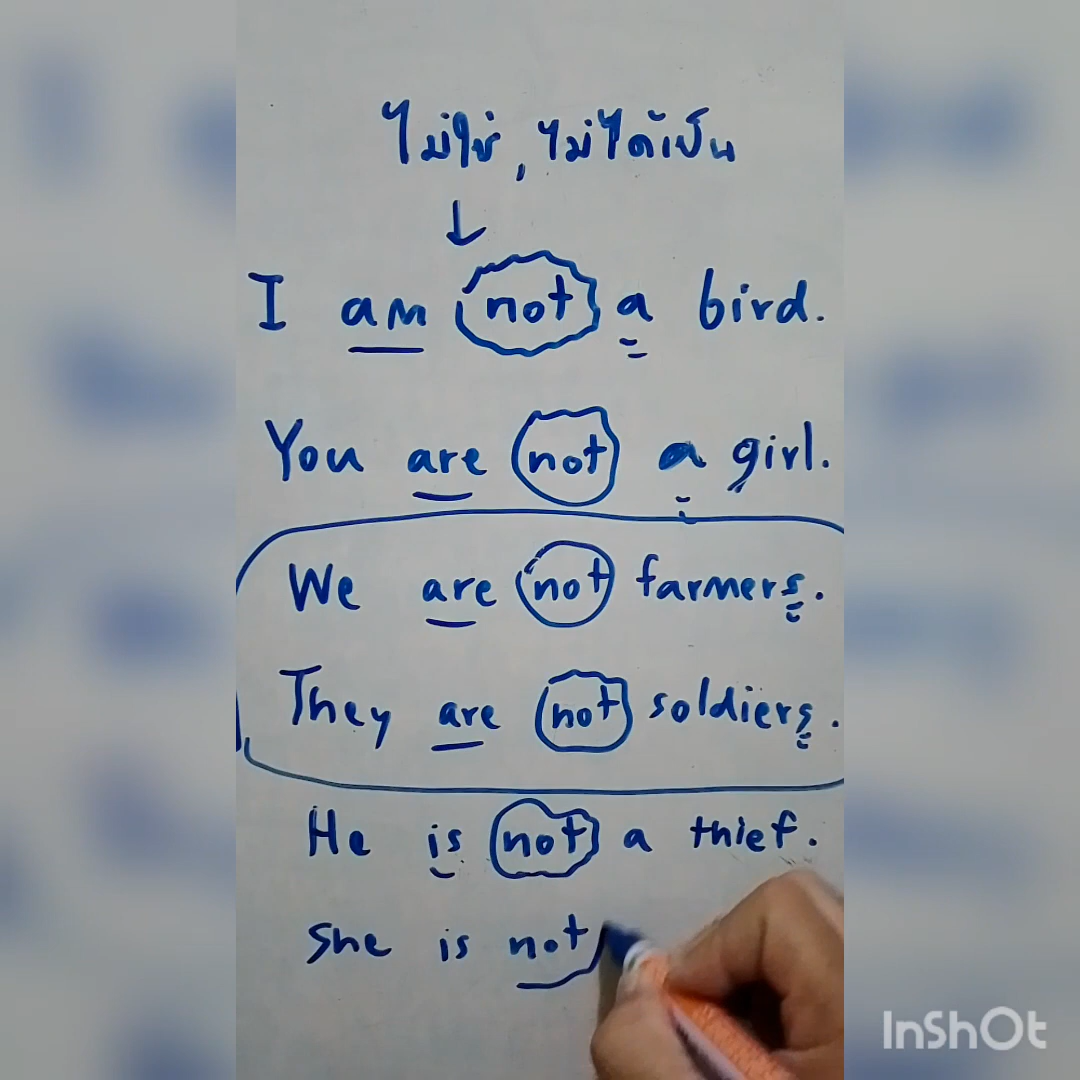 ไม่ใช่, ไม่ได้เป็น
I am not a bird.
You are not a girl.
We are not farmers.
They are not soldiers.
He is not a thief.
She is not
InShOt